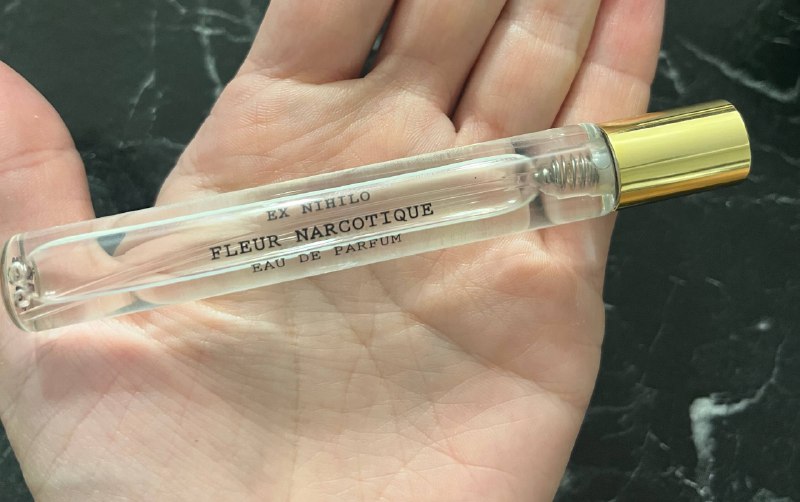 EX NIHILO
FLEUR NARCOTIQUE
EAU DE PARFUM